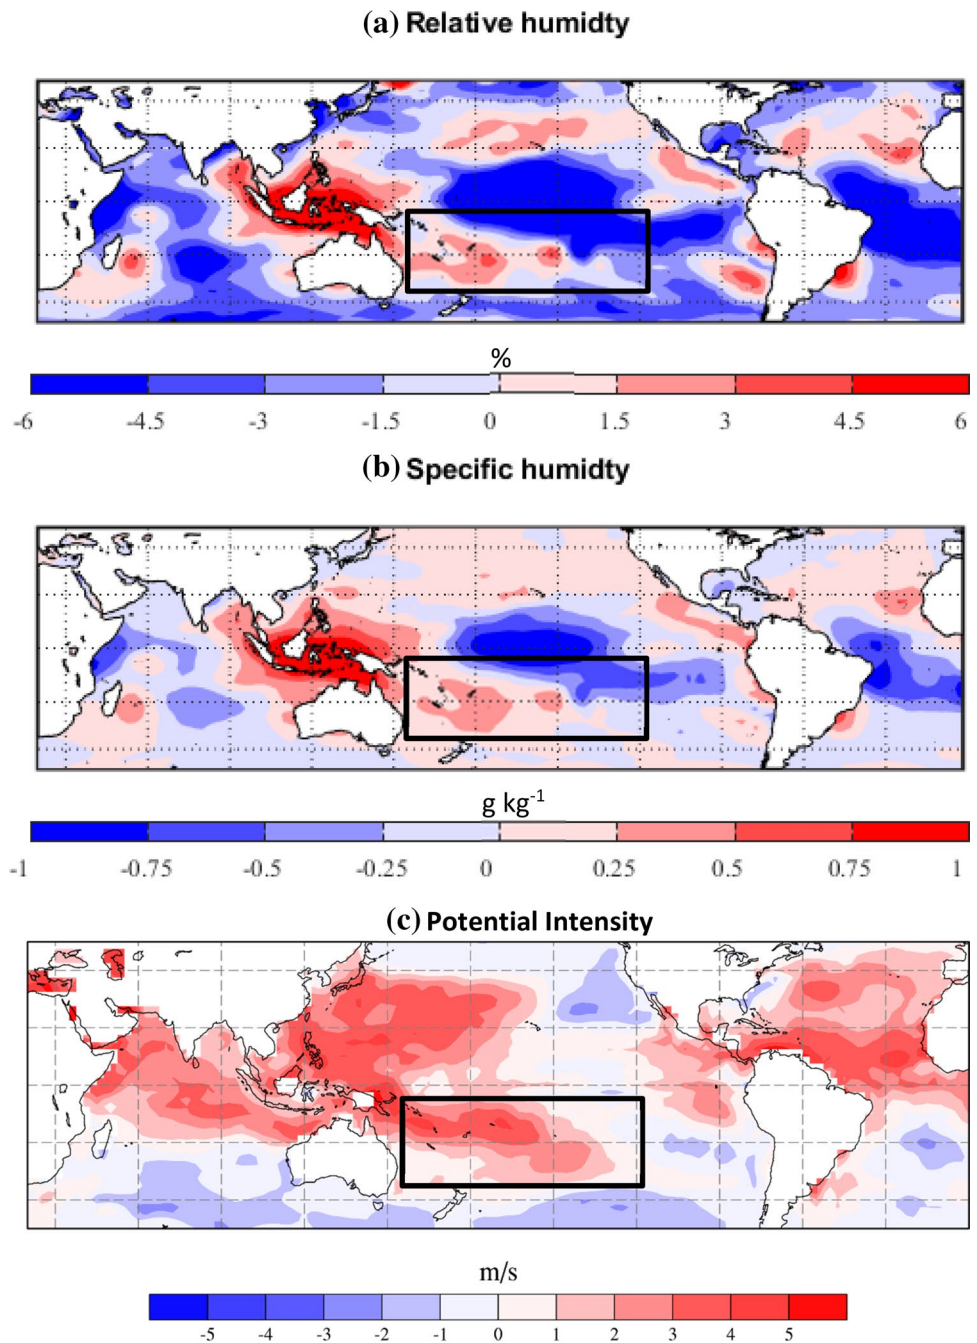 (a) Relative humidty
%
-6 -4.5 -3 -1.5 0 1.5 3 4.5 6
(b) Specific humidty
g kg⁻¹
-1 -0.75 -0.5 -0.25 0 0.25 0.5 0.75 1
(c) Potential Intensity
m/s
-5 -4 -3 -2 -1 0 1 2 3 4 5